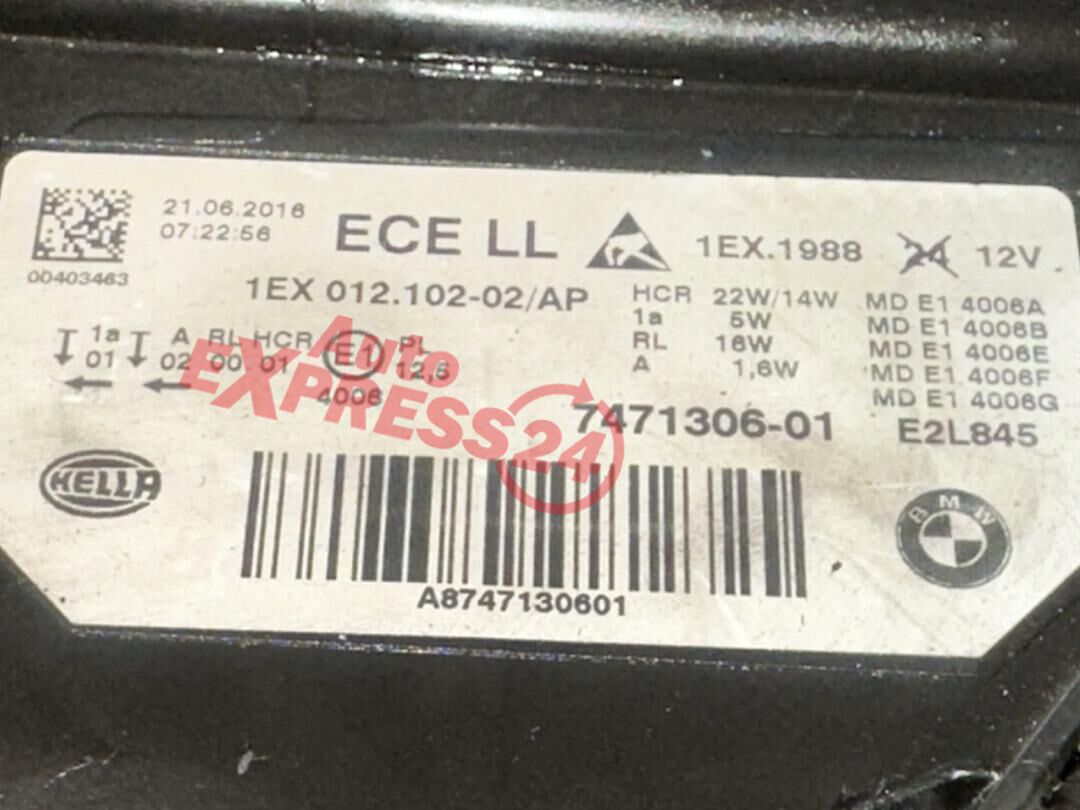 21.06.2016
07:22:56
00403463
ECE LL
1EX.1988 24 12V
1EX 012.102-02/AP
HCR 22W/14W MD E1 4006A
1a 5W MD E1 4006B
RL 16W MD E1 4006E
A 1,6W MD E1 4006F
MD E1 4006G
1a A RL HCR E1 PL
01 02 00 01 12,5
4006
7471306-01 E2L845
Auto
EXPRESS24
HELLA
BMW
A8747130601